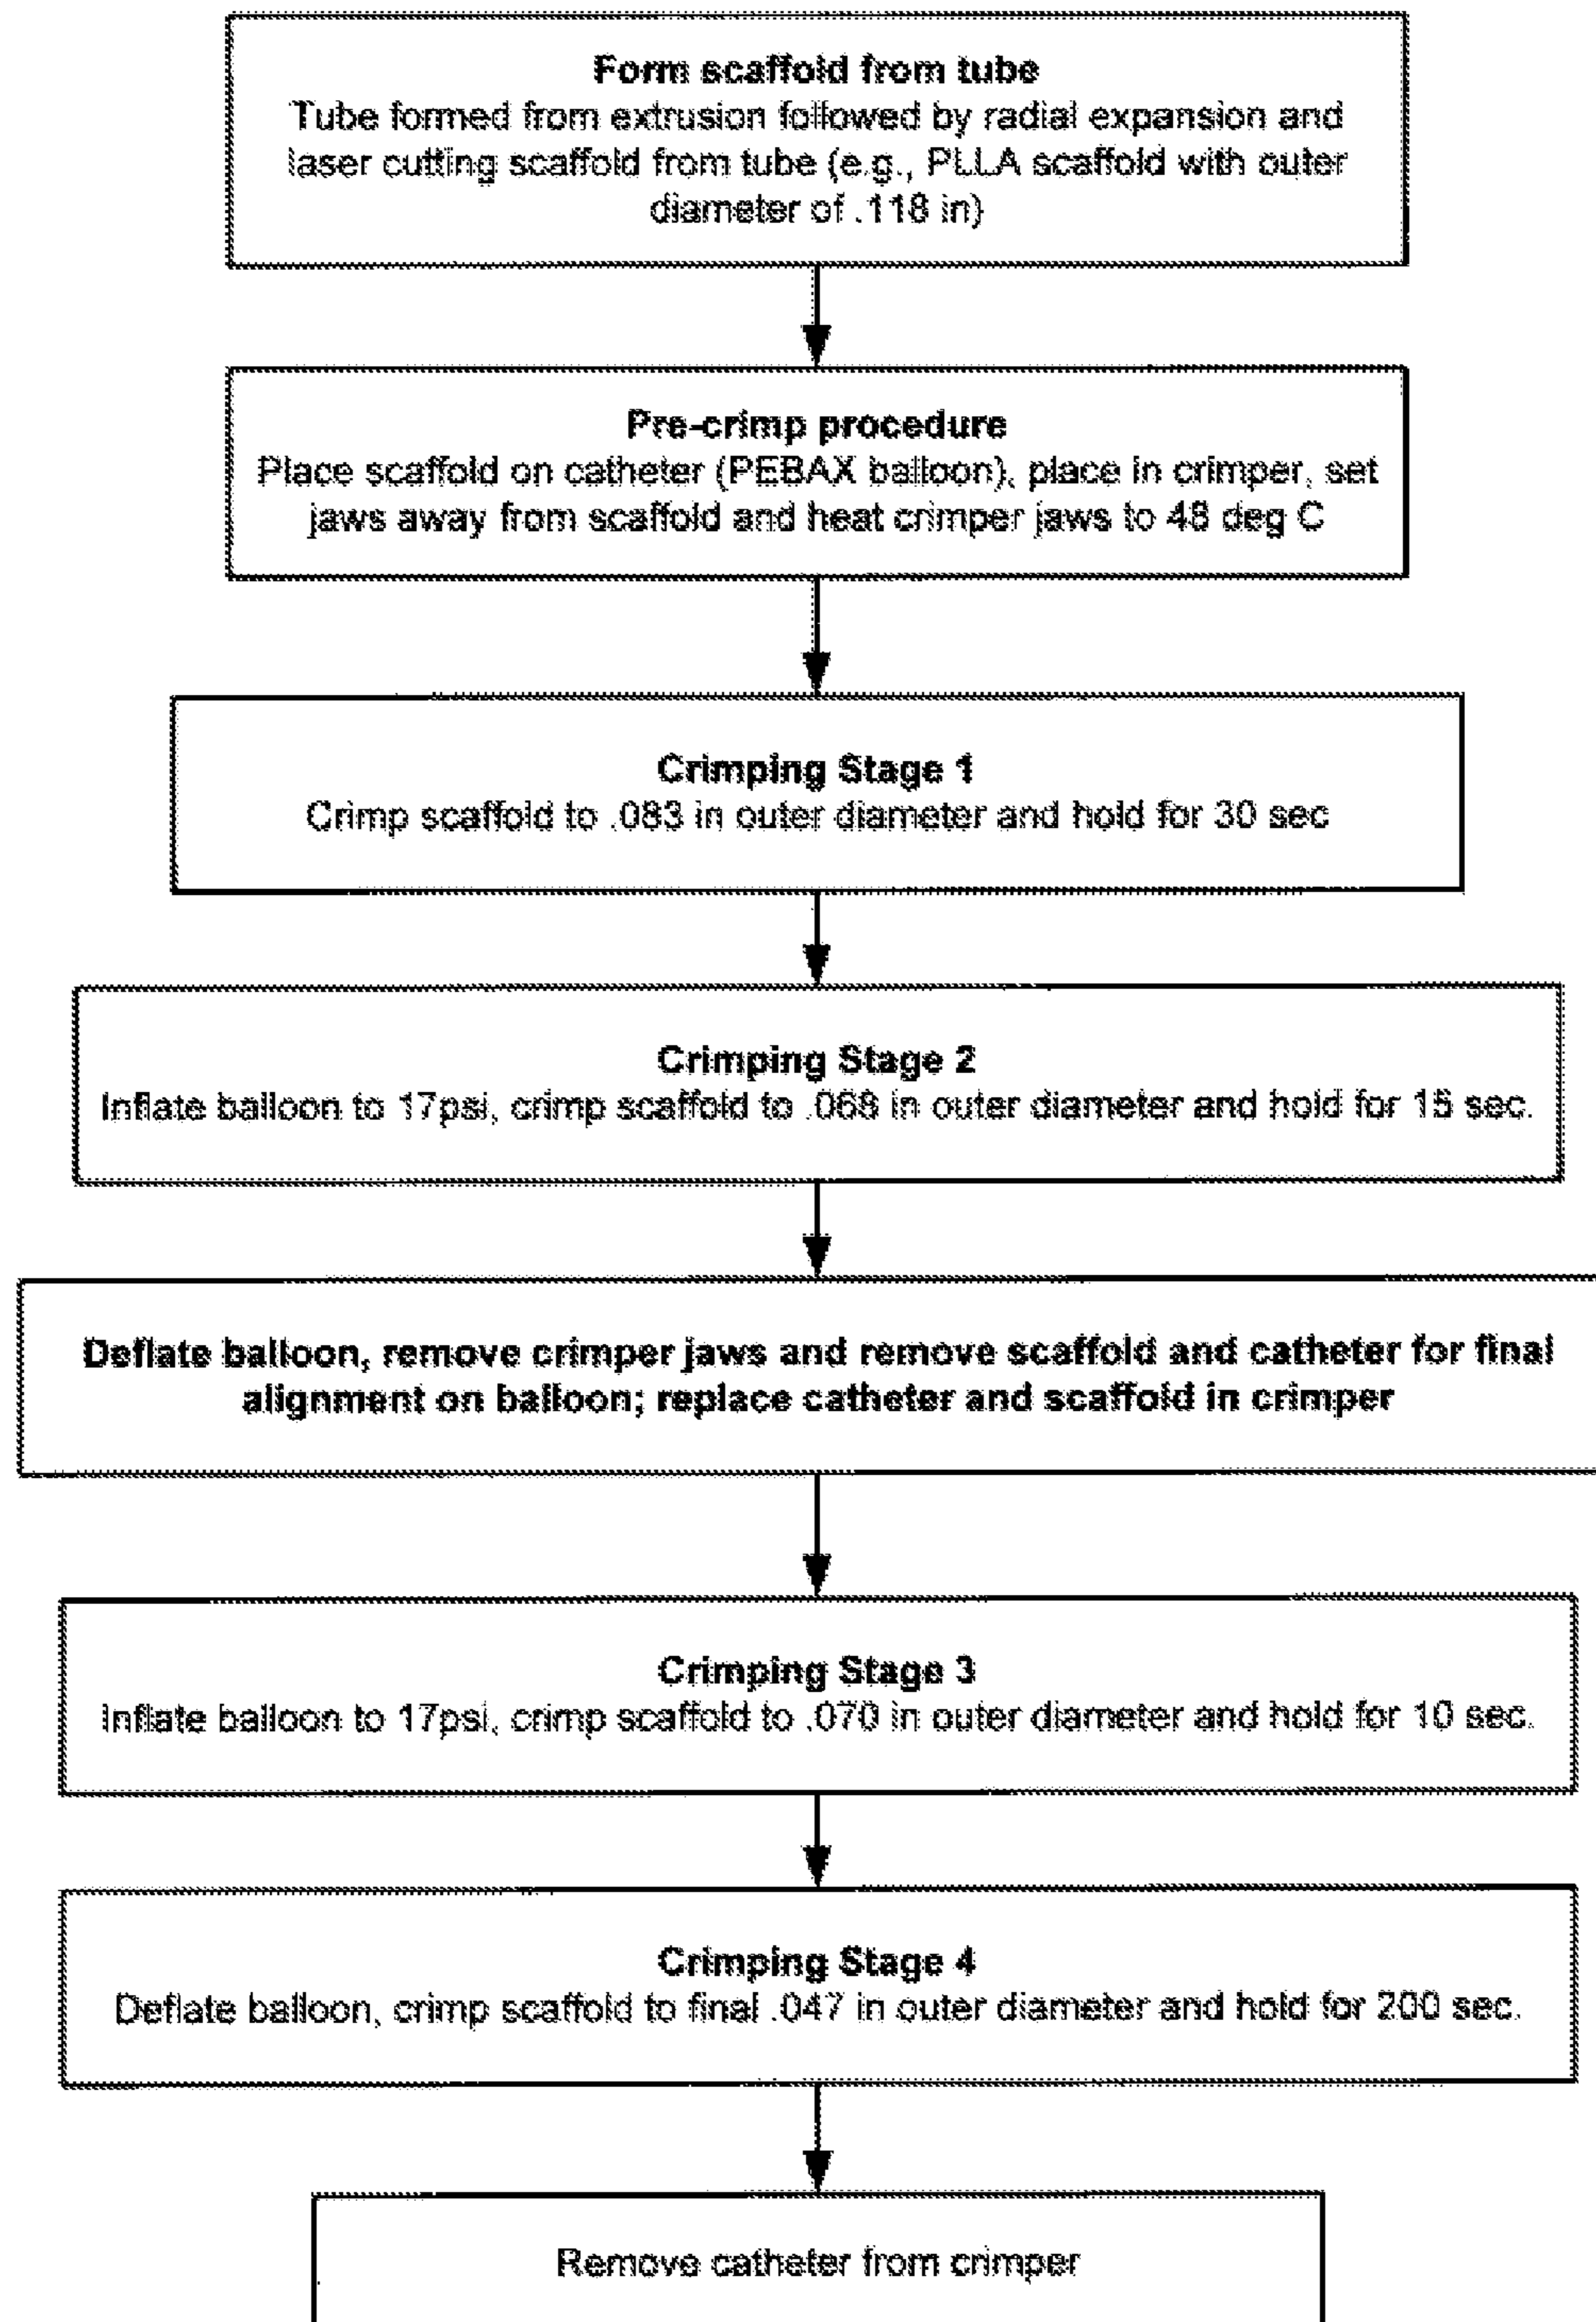 Form scaffold from tube
Tube formed from extrusion followed by radial expansion and
laser cutting scaffold from tube (e.g., PLLA scaffold with outer
diameter of .118 in)
Pre-crimp procedure
Place scaffold on catheter (PEBAX balloon), place in crimper, set
jaws away from scaffold and heat crimper jaws to 48 deg C
Crimping Stage 1
Crimp scaffold to .083 in outer diameter and hold for 30 sec
Crimping Stage 2
Inflate balloon to 17psi, crimp scaffold to .068 in outer diameter and hold for 15 sec.
Deflate balloon, remove crimper jaws and remove scaffold and catheter for final
alignment on balloon; replace catheter and scaffold in crimper
Crimping Stage 3
Inflate balloon to 17psi, crimp scaffold to .070 in outer diameter and hold for 10 sec.
Crimping Stage 4
Deflate balloon, crimp scaffold to final .047 in outer diameter and hold for 200 sec.
Remove catheter from crimper